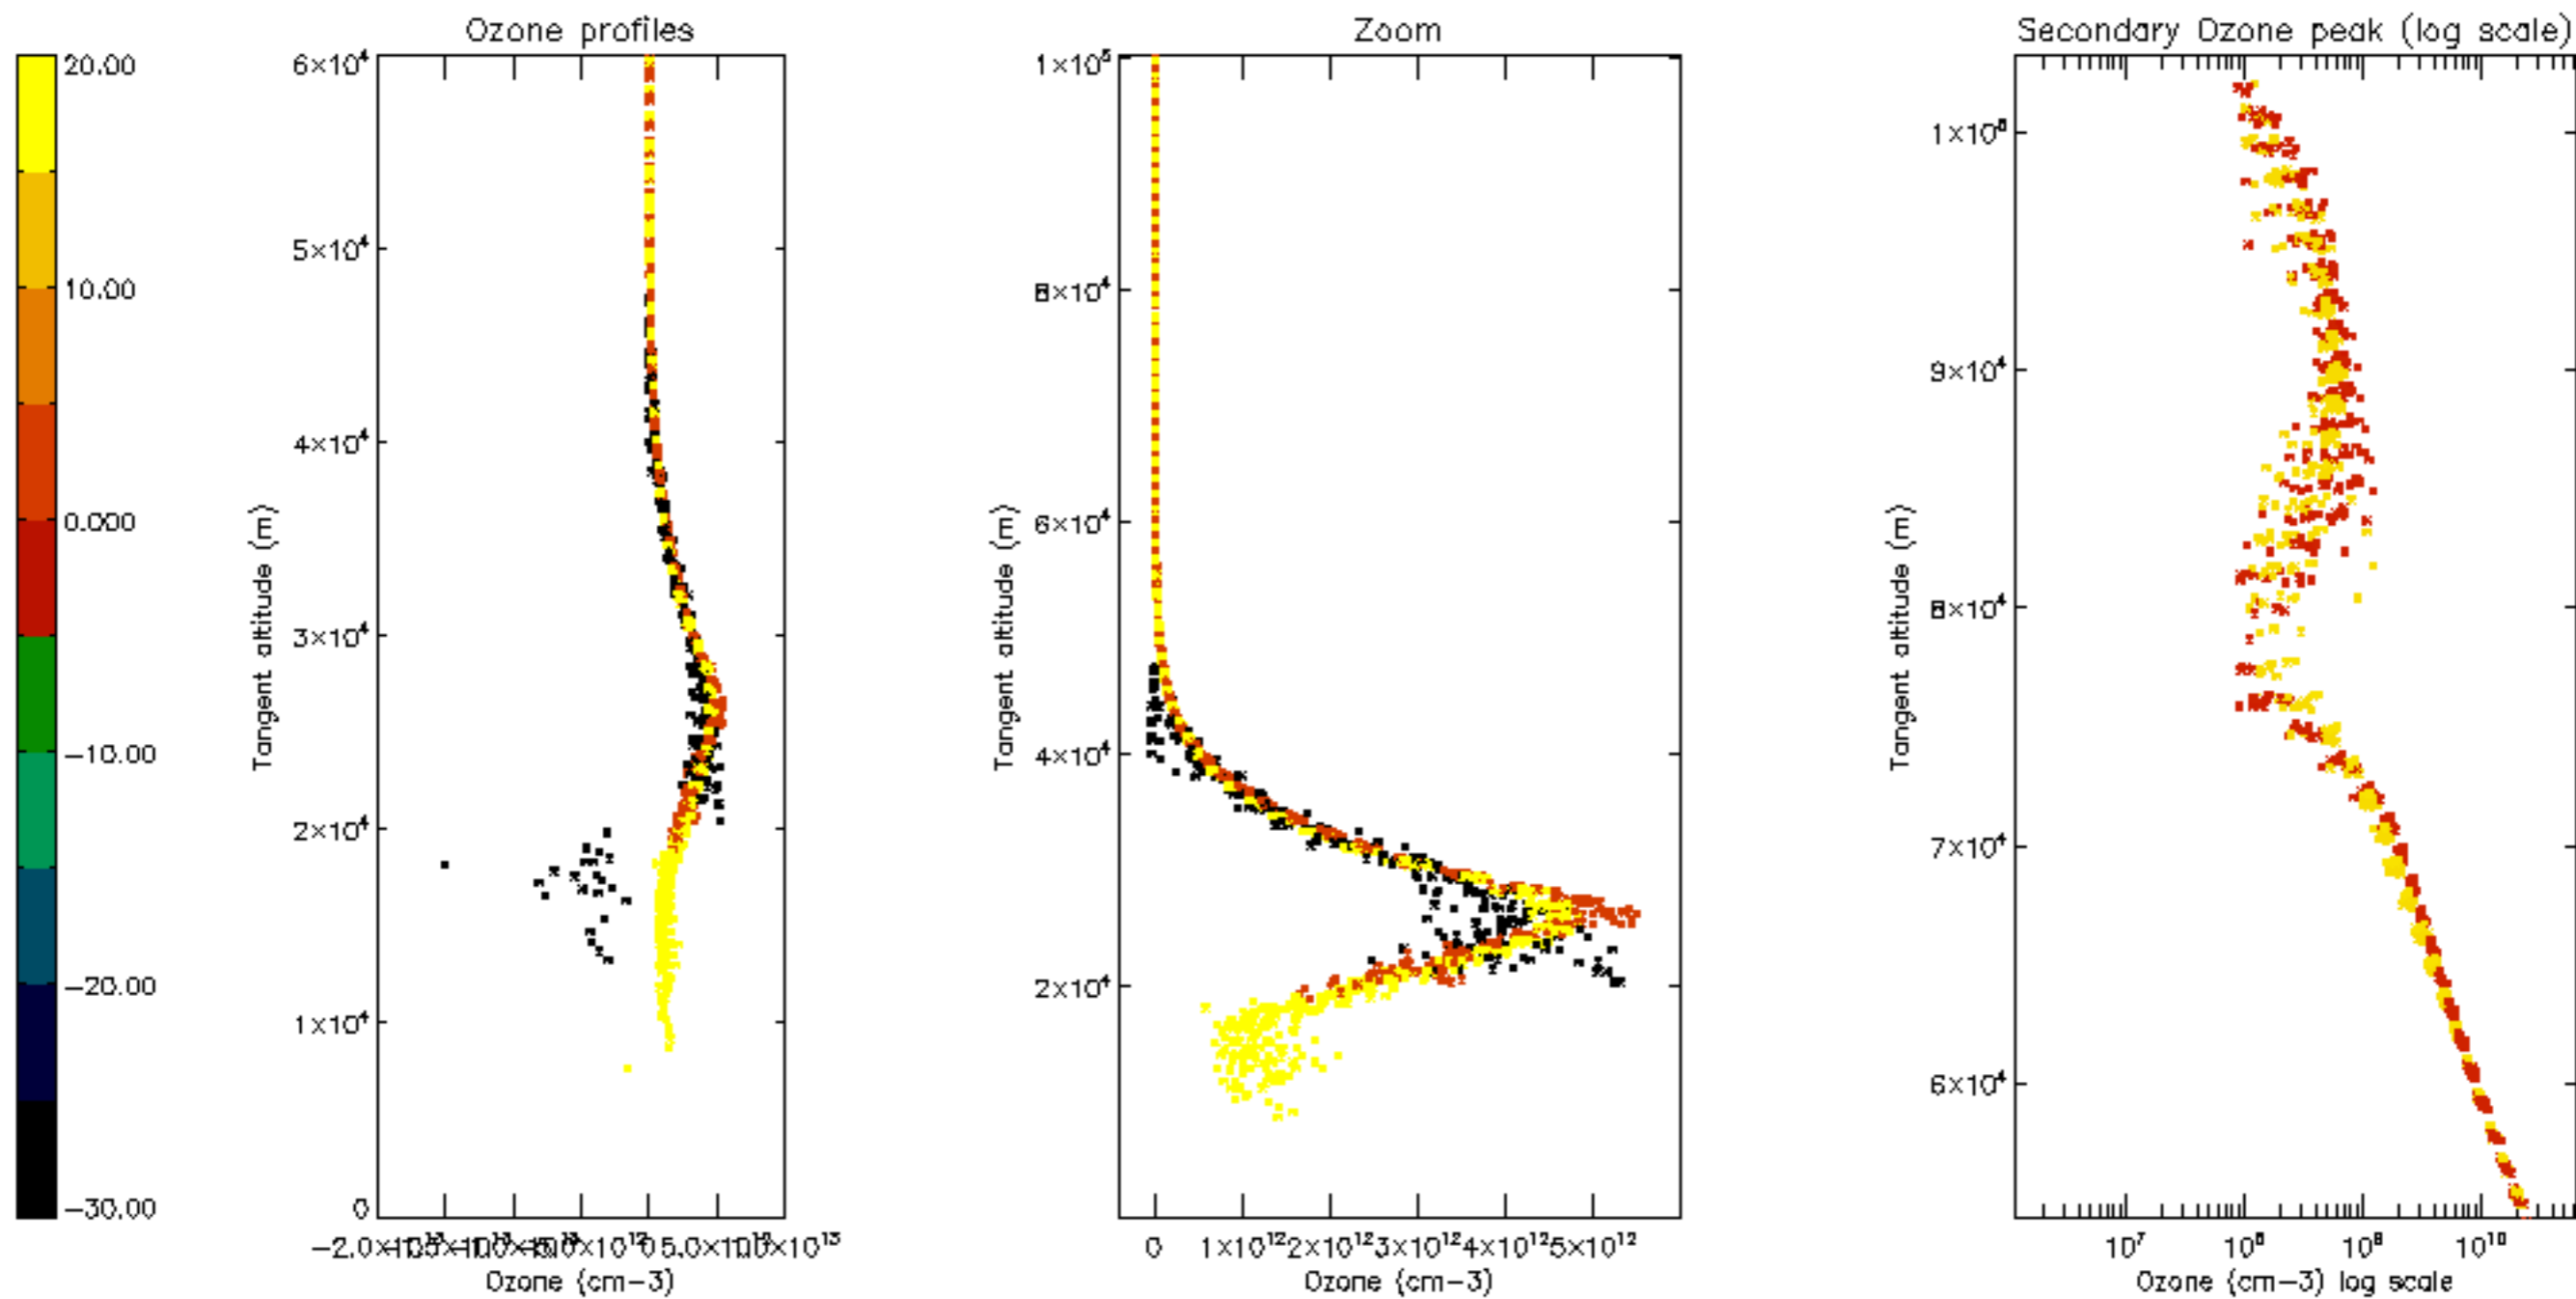 Ozone profiles
Zoom
Secondary Ozone peak (log scale)
20.00
10.00
0.000
−10.00
−20.00
−30.00
6×10⁴
5×10⁴
4×10⁴
3×10⁴
2×10⁴
1×10⁴
0
Tangent altitude (m)
Ozone (cm−3)
1×10⁵
8×10⁴
6×10⁴
4×10⁴
2×10⁴
Tangent altitude (m)
0 1×10¹² 2×10¹² 3×10¹² 4×10¹² 5×10¹²
Ozone (cm−3)
9×10⁴
8×10⁴
7×10⁴
6×10⁴
Tangent altitude (m)
10⁷ 10⁸ 10⁹ 10¹⁰
Ozone (cm−3) log scale